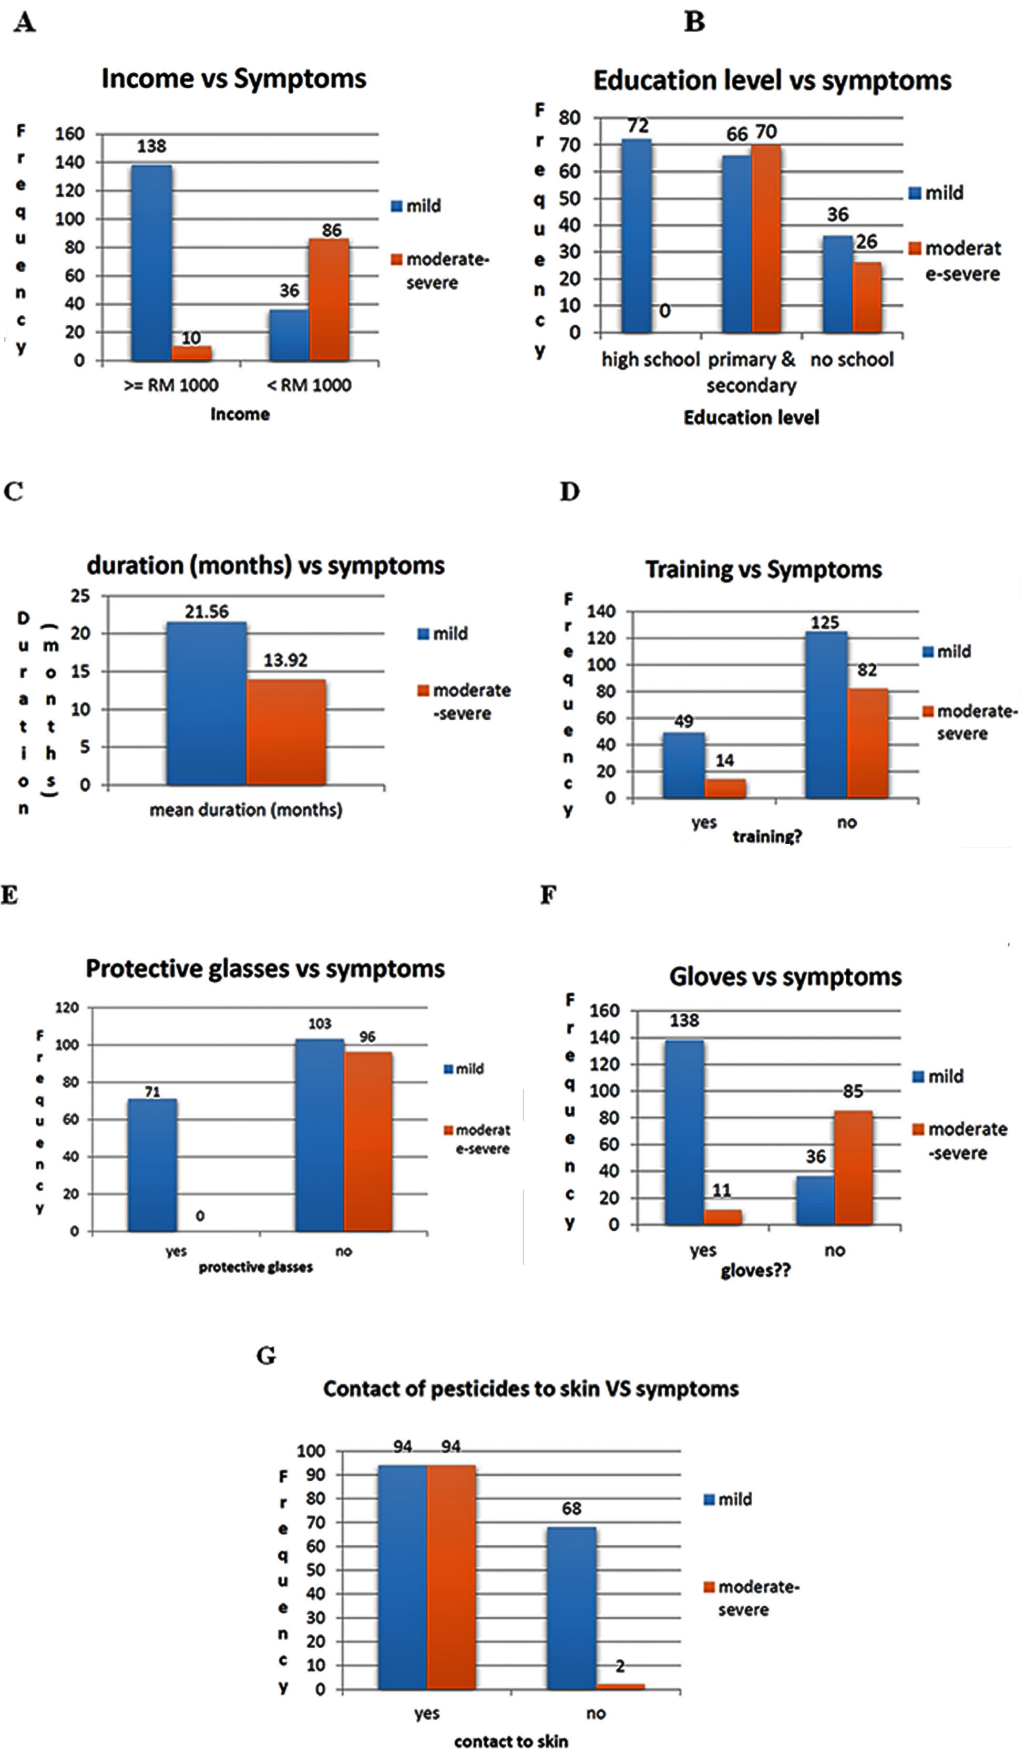 A
Income vs Symptoms
Frequency
160
140
120
100
80
60
40
20
0
138
10
36
86
>= RM 1000
< RM 1000
Income
mild
moderate-
severe
B
Education level vs symptoms
Frequency
80
70
60
50
40
30
20
10
0
72
0
66
70
36
26
high school
primary &
secondary
no school
Education level
mild
moderat
e-severe
C
duration (months) vs symptoms
Duration
(months)
25
20
15
10
5
0
21.56
13.92
mean duration (months)
mild
moderate
-severe
D
Training vs Symptoms
Frequency
140
120
100
80
60
40
20
0
49
14
125
82
yes
no
training?
mild
moderate-
severe
E
Protective glasses vs symptoms
Frequency
120
100
80
60
40
20
0
71
0
103
96
yes
no
protective glasses
mild
moderat
e-severe
F
Gloves vs symptoms
Frequency
160
140
120
100
80
60
40
20
0
138
11
36
85
yes
no
gloves??
mild
moderate
-severe
G
Contact of pesticides to skin VS symptoms
Frequency
100
90
80
70
60
50
40
30
20
10
0
94
94
68
2
yes
no
contact to skin
mild
moderate-
severe